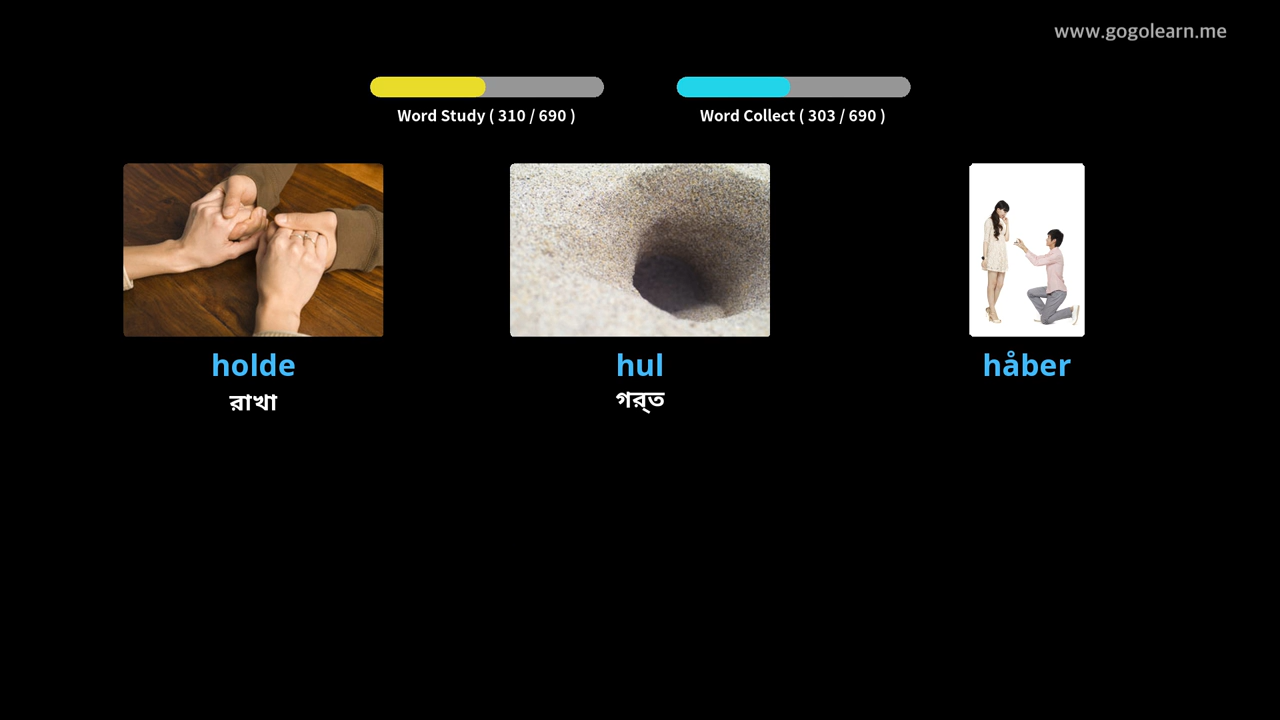 www.gogolearn.me
Word Study ( 310 / 690 )
Word Collect ( 303 / 690 )
holde
hul
håber
রাখা
গর্ত